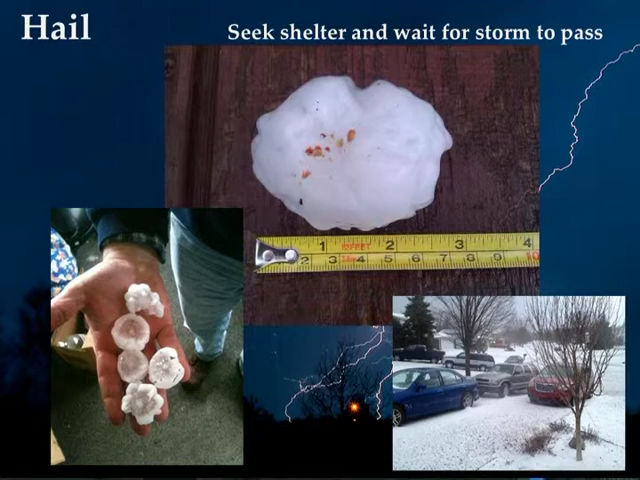 Hail
Seek shelter and wait for storm to pass
1 2 3 4
2 3 4 5 6 7 8 9 10